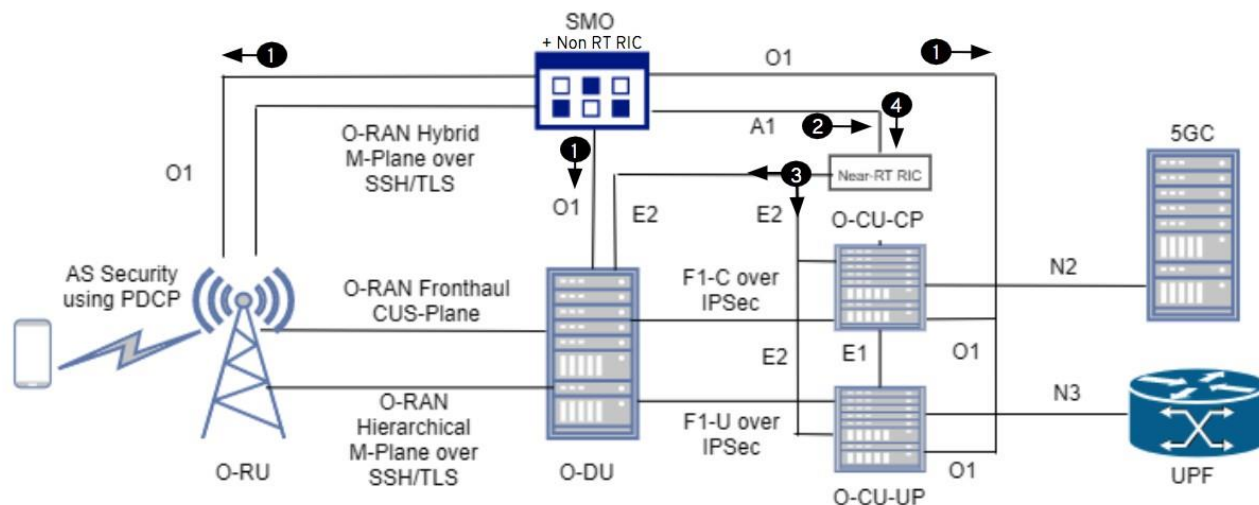 SMO
+ Non RT RIC
1
1
O1
4
A1
2
5GC
O-RAN Hybrid
M-Plane over
SSH/TLS
1
O1
3
Near-RT RIC
O1
E2
E2
O-CU-CP
AS Security
using PDCP
O-RAN Fronthaul
CUS-Plane
F1-C over
IPSec
N2
E2
E1
O1
N3
O-RAN
Hierarchical
M-Plane over
SSH/TLS
F1-U over
IPSec
O-RU
O-DU
O1
O-CU-UP
UPF